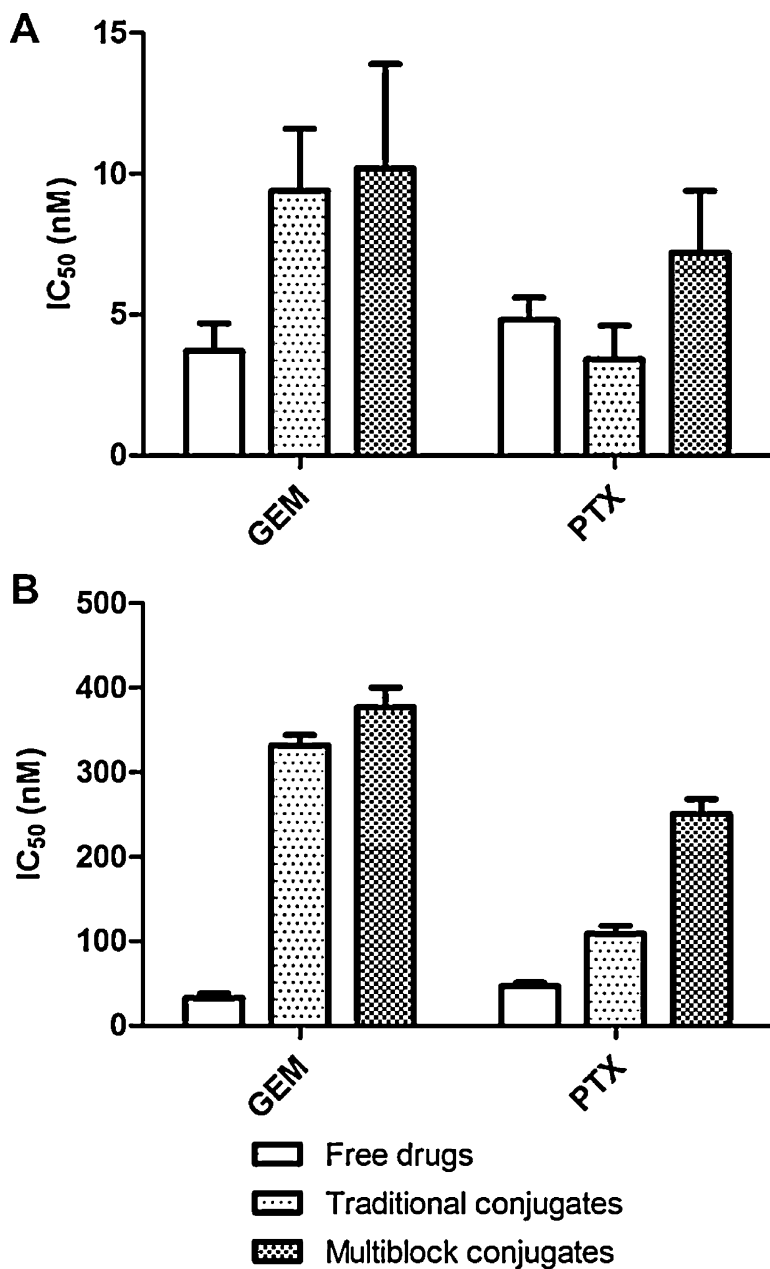 A
15
10
5
0
IC₅₀ (nM)
GEM
PTX
B
500
400
300
200
100
0
IC₅₀ (nM)
GEM
PTX
Free drugs
Traditional conjugates
Multiblock conjugates